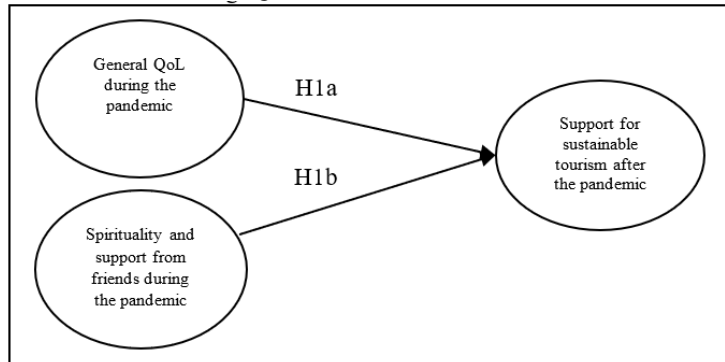 General QoL
during the
pandemic
H1a
H1b
Spirituality and
support from
friends during
the pandemic
Support for
sustainable
tourism after
the pandemic